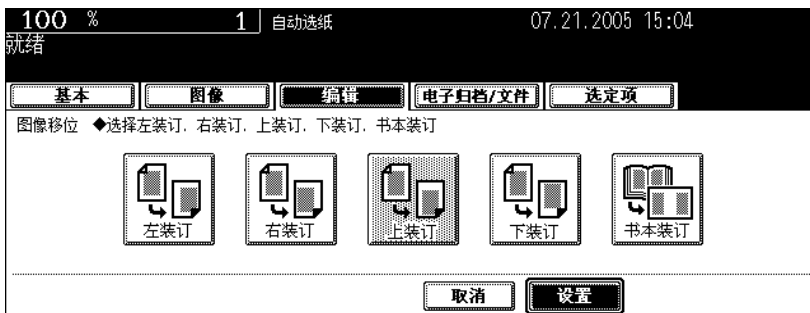 100 % 1 自动选纸 07.21.2005 15:04
就绪
基本 图像 编辑 电子归档/文件 选定项
图像移位 ◆选择左装订. 右装订. 上装订. 下装订. 书本装订
左装订 右装订 上装订 下装订 书本装订
取消 设置